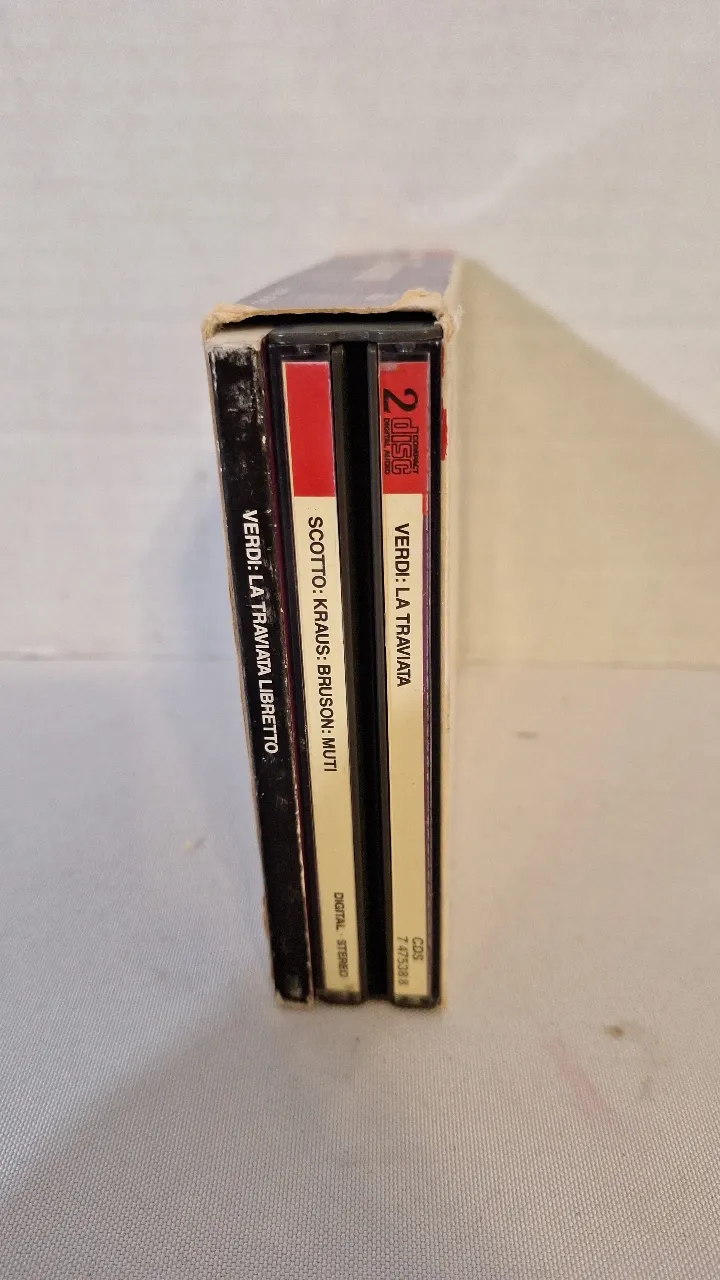 VERDI: LA TRAVIATA LIBRETTO
SCOTTO: KRAUS: BRUSON: MUTI
DIGITAL · STEREO
2
COMPACT
disc
DIGITAL AUDIO
VERDI: LA TRAVIATA
CDS
7 47538 8